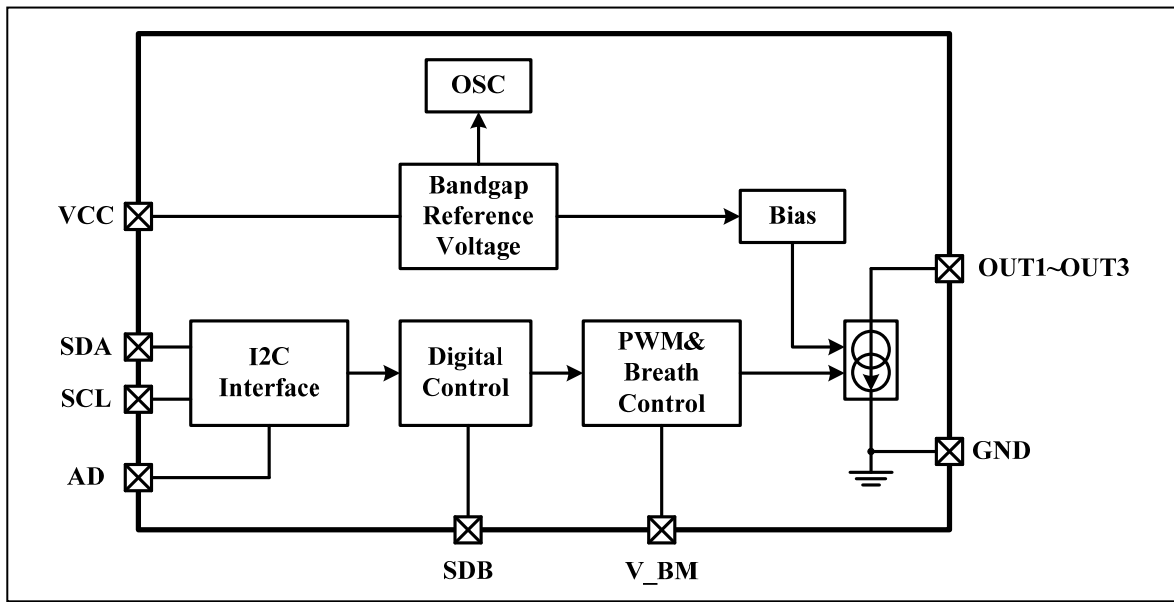 OSC
Bandgap
Reference
Voltage
VCC
Bias
OUT1~OUT3
SDA
I2C
Interface
Digital
Control
PWM&
Breath
Control
SCL
AD
GND
SDB
V_BM